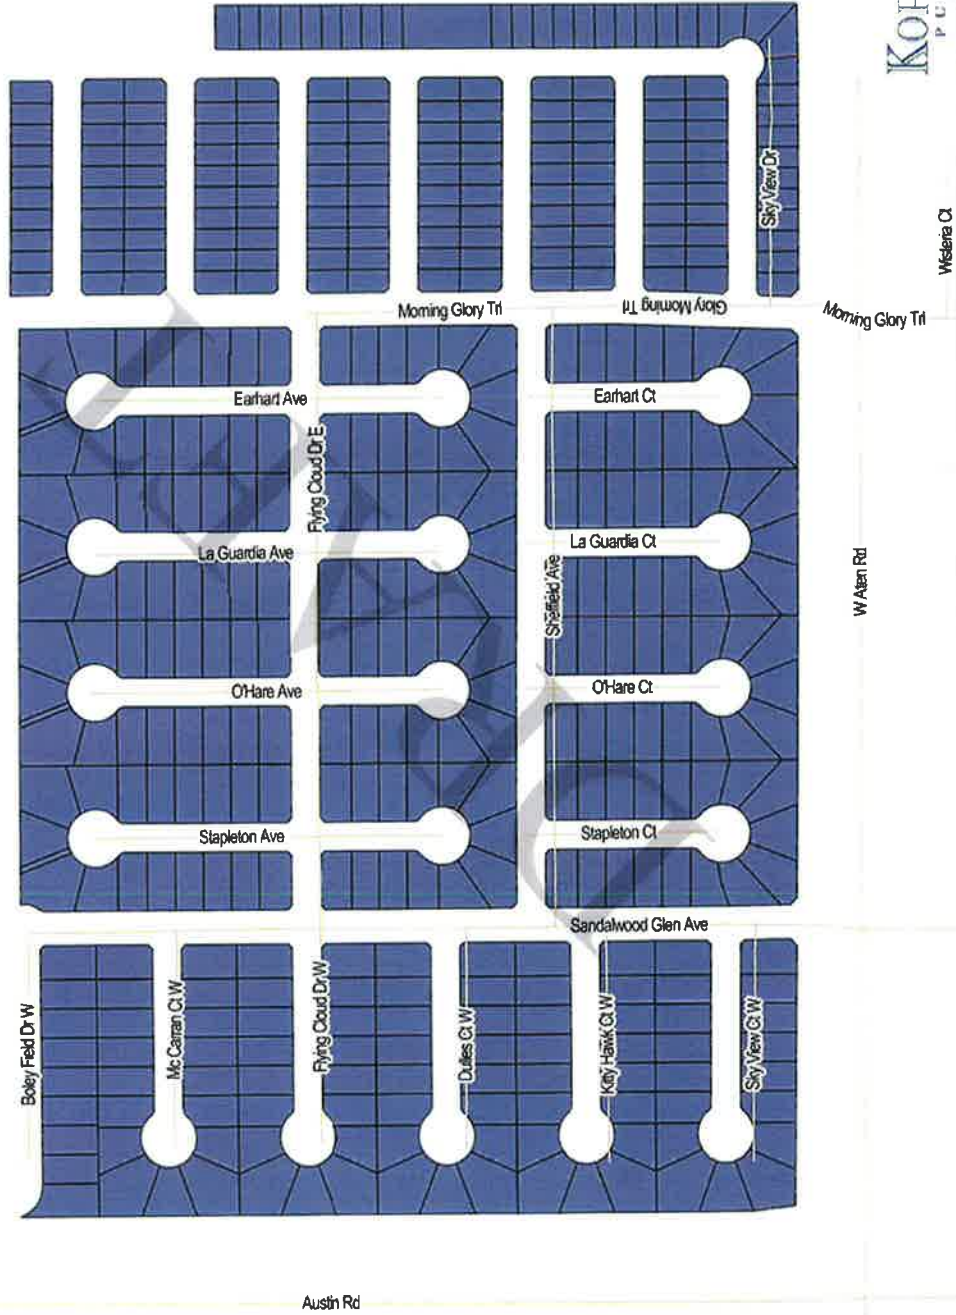 KOH
PU
Sky View Dr
Wisteria Ct
Morning Glory Trl
Glory Morning Trl
Morning Glory Trl
Earhart Ave
Earhart Ct
Flying Cloud Dr E
La Guardia Ave
La Guardia Ct
Sheffield Ave
W Aten Rd
O'Hare Ave
O'Hare Ct
Stapleton Ave
Stapleton Ct
Sandalwood Glen Ave
Boley Field Dr W
Mc Carran Ct W
Flying Cloud Dr W
Dulles Ct W
Kitty Hawk Ct W
Sky View Ct W
Austin Rd
DRAFT